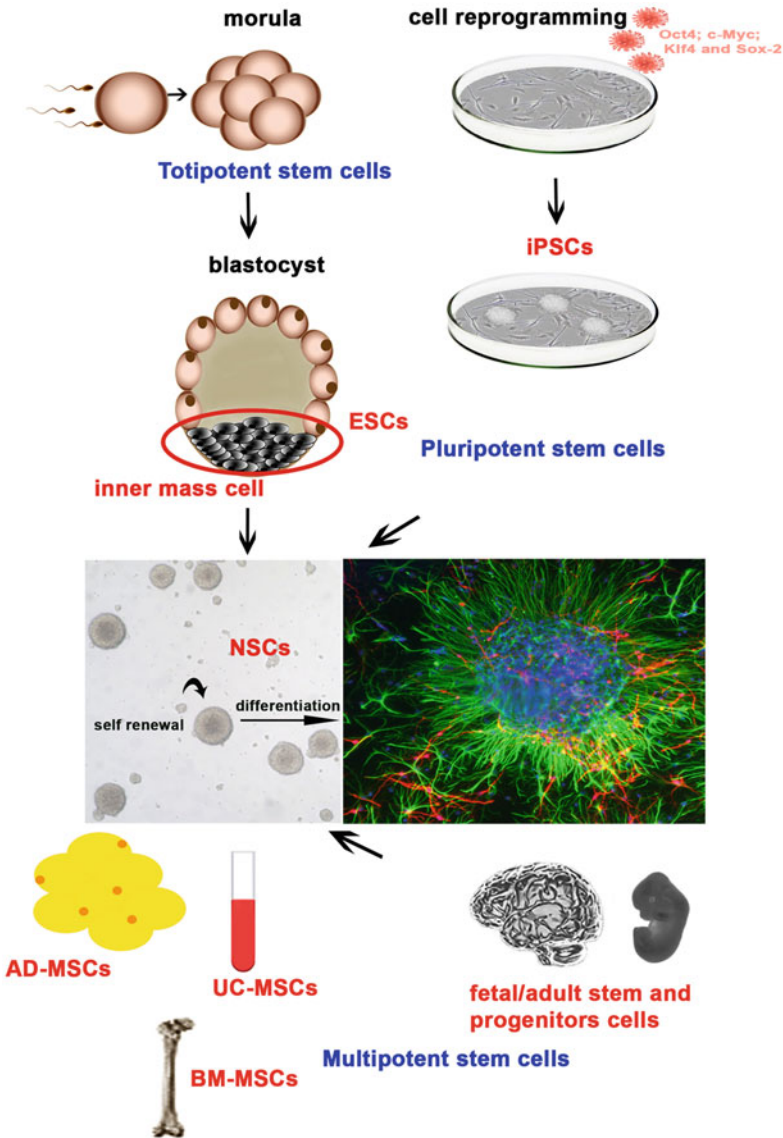 morula
cell reprogramming
Oct4; c-Myc;
Klf4 and Sox-2
Totipotent stem cells
iPSCs
blastocyst
ESCs
Pluripotent stem cells
inner mass cell
NSCs
self renewal
differentiation
AD-MSCs
UC-MSCs
fetal/adult stem and
progenitors cells
BM-MSCs
Multipotent stem cells